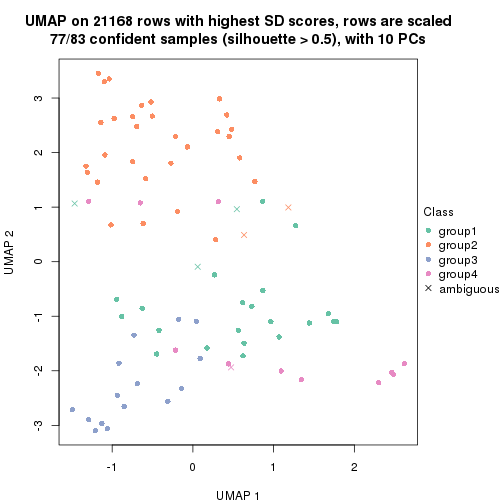 UMAP on 21168 rows with highest SD scores, rows are scaled
77/83 confident samples (silhouette > 0.5), with 10 PCs
3
2
1
0
-1
-2
-3
UMAP 2
-1
0
1
2
UMAP 1
Class
group1
group2
group3
group4
ambiguous